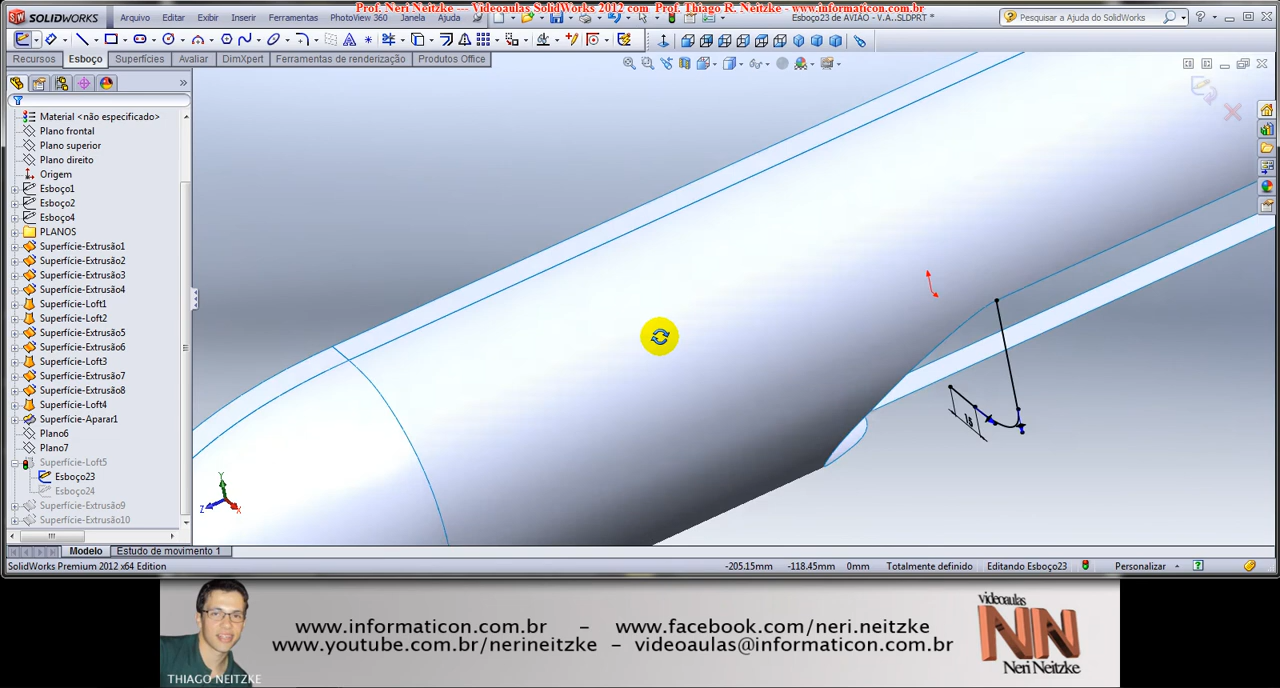 Prof. Neri Neitzke --- Videoaulas SolidWorks 2012 com Prof. Thiago R. Neitzke - www.informaticon.com.br
SOLIDWORKS Arquivo Editar Exibir Inserir Ferramentas PhotoView 360 Janela Ajuda Esboço23 de AVIÃO - V.A..SLDPRT * Pesquisar a Ajuda do SolidWorks
Recursos Esboço Superfícies Avaliar DimXpert Ferramentas de renderização Produtos Office
Material <não especificado>
Plano frontal
Plano superior
Plano direito
Origem
Esboço1
Esboço2
Esboço4
PLANOS
Superfície-Extrusão1
Superfície-Extrusão2
Superfície-Extrusão3
Superfície-Extrusão4
Superfície-Loft1
Superfície-Loft2
Superfície-Extrusão5
Superfície-Extrusão6
Superfície-Loft3
Superfície-Extrusão7
Superfície-Extrusão8
Superfície-Loft4
Superfície-Aparar1
Plano6
Plano7
Superfície-Loft5
Esboço23
Esboço24
Superfície-Extrusão9
Superfície-Extrusão10
Y
Z
X
Modelo Estudo de movimento 1
SolidWorks Premium 2012 x64 Edition -205.15mm -118.45mm 0mm Totalmente definido Editando Esboço23 Personalizar
www.informaticon.com.br - www.facebook.com/neri.neitzke
www.youtube.com.br/nerineitzke - videoaulas@informaticon.com.br
THIAGO NEITZKE
videoaulas
NN
Neri Neitzke